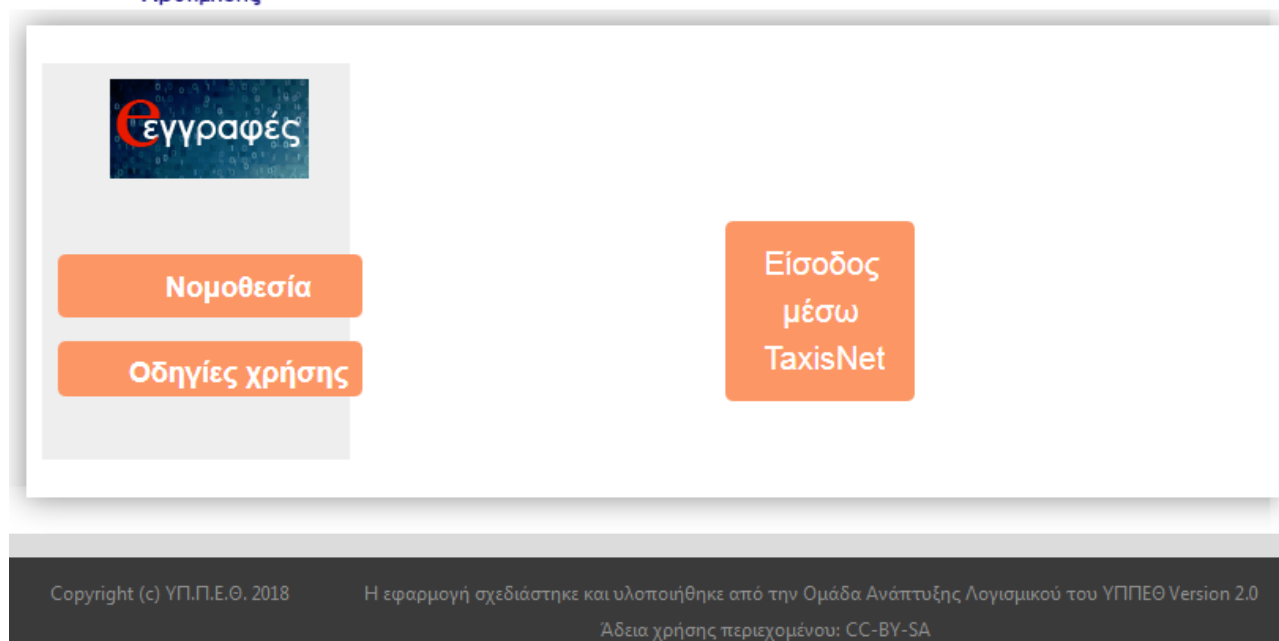 eεγγραφές
Νομοθεσία
Οδηγίες χρήσης
Είσοδος
μέσω
TaxisNet
Copyright (c) ΥΠ.Π.Ε.Θ. 2018
Η εφαρμογή σχεδιάστηκε και υλοποιήθηκε από την Ομάδα Ανάπτυξης Λογισμικού του ΥΠΠΕΘ Version 2.0
Άδεια χρήσης περιεχομένου: CC-BY-SA